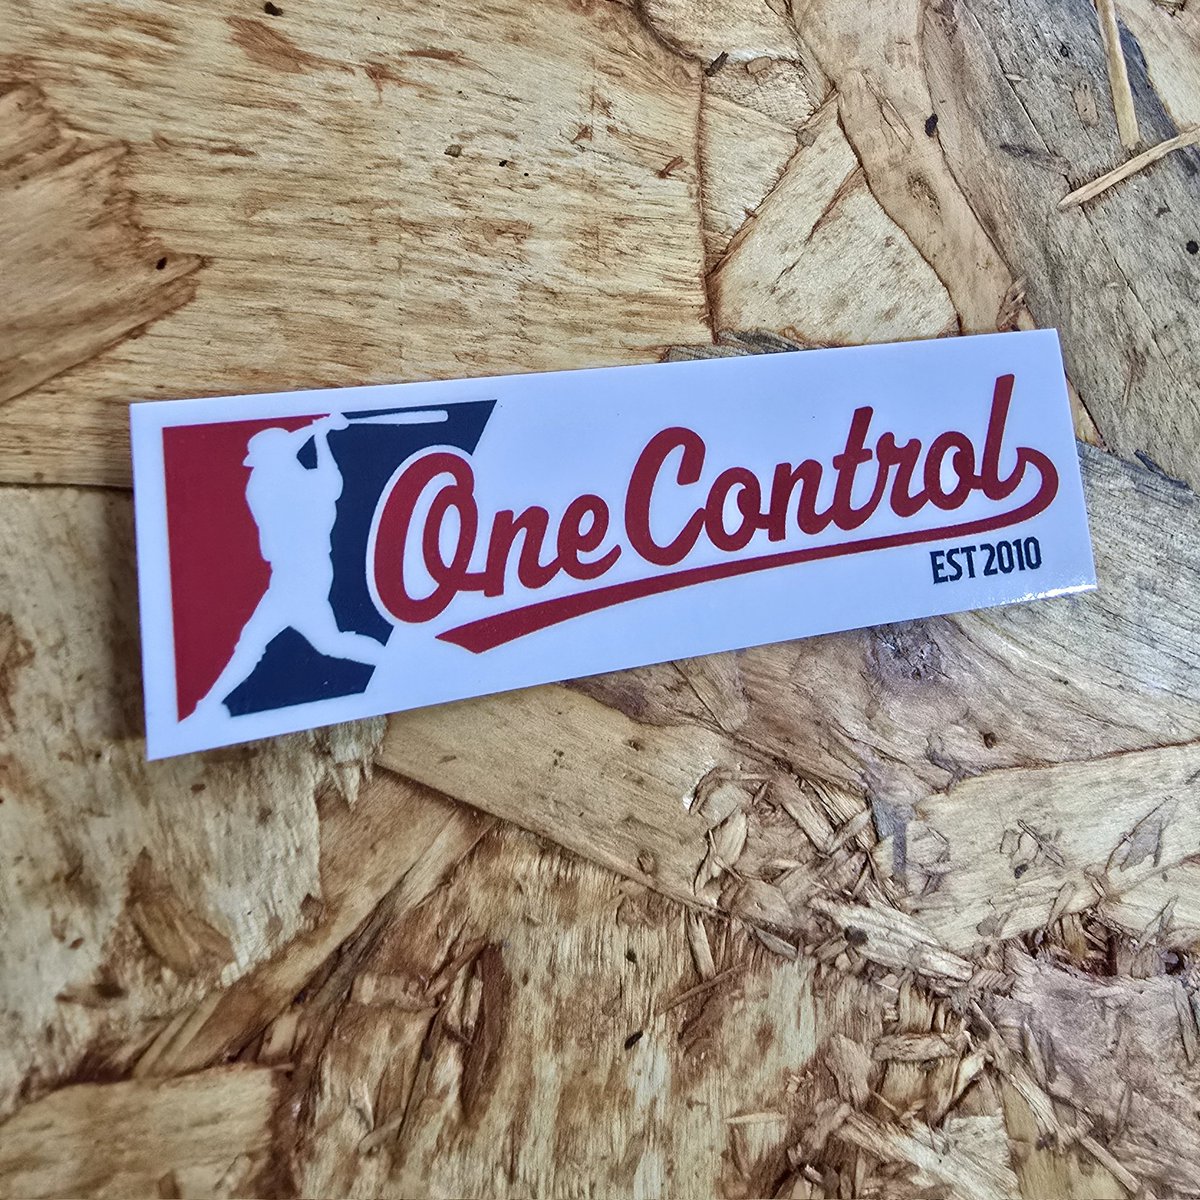 One Control
EST 2010